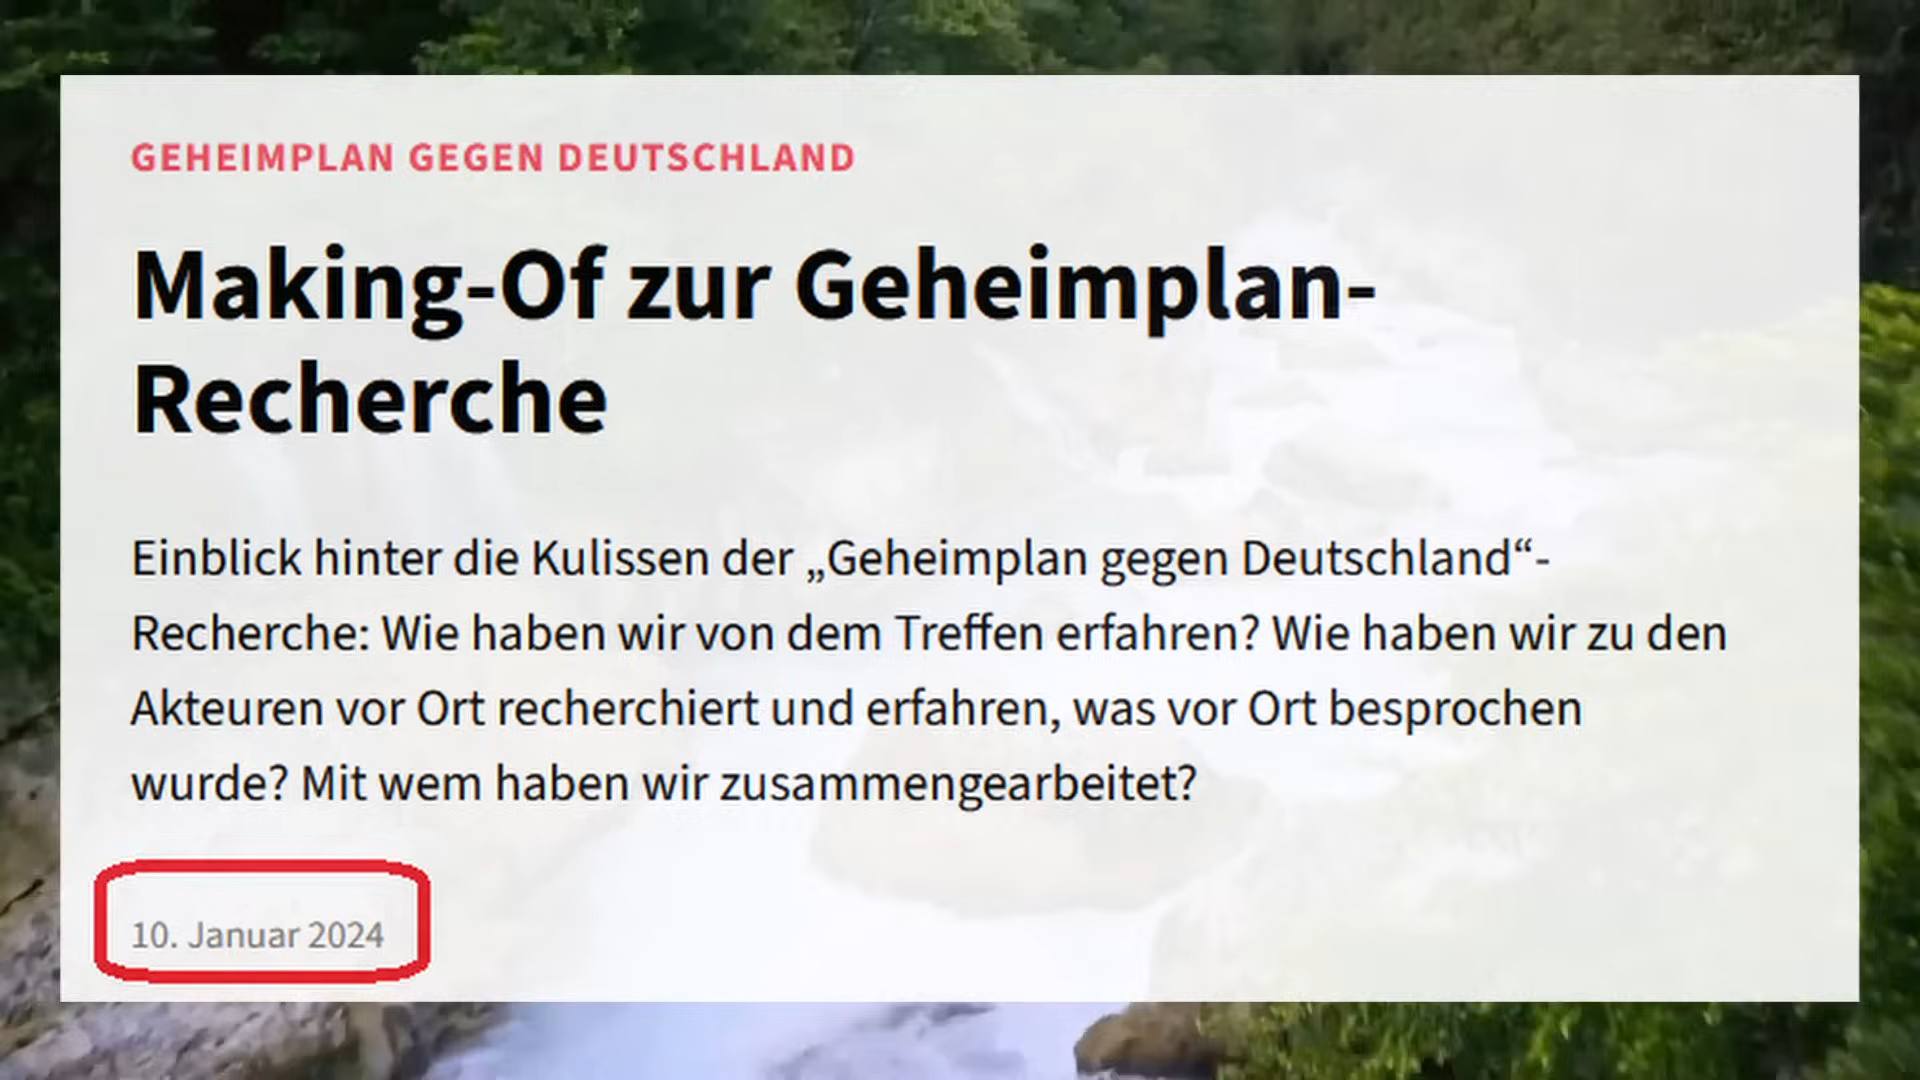 GEHEIMPLAN GEGEN DEUTSCHLAND
Making-Of zur Geheimplan-
Recherche
Einblick hinter die Kulissen der „Geheimplan gegen Deutschland“-
Recherche: Wie haben wir von dem Treffen erfahren? Wie haben wir zu den
Akteuren vor Ort recherchiert und erfahren, was vor Ort besprochen
wurde? Mit wem haben wir zusammengearbeitet?
10. Januar 2024